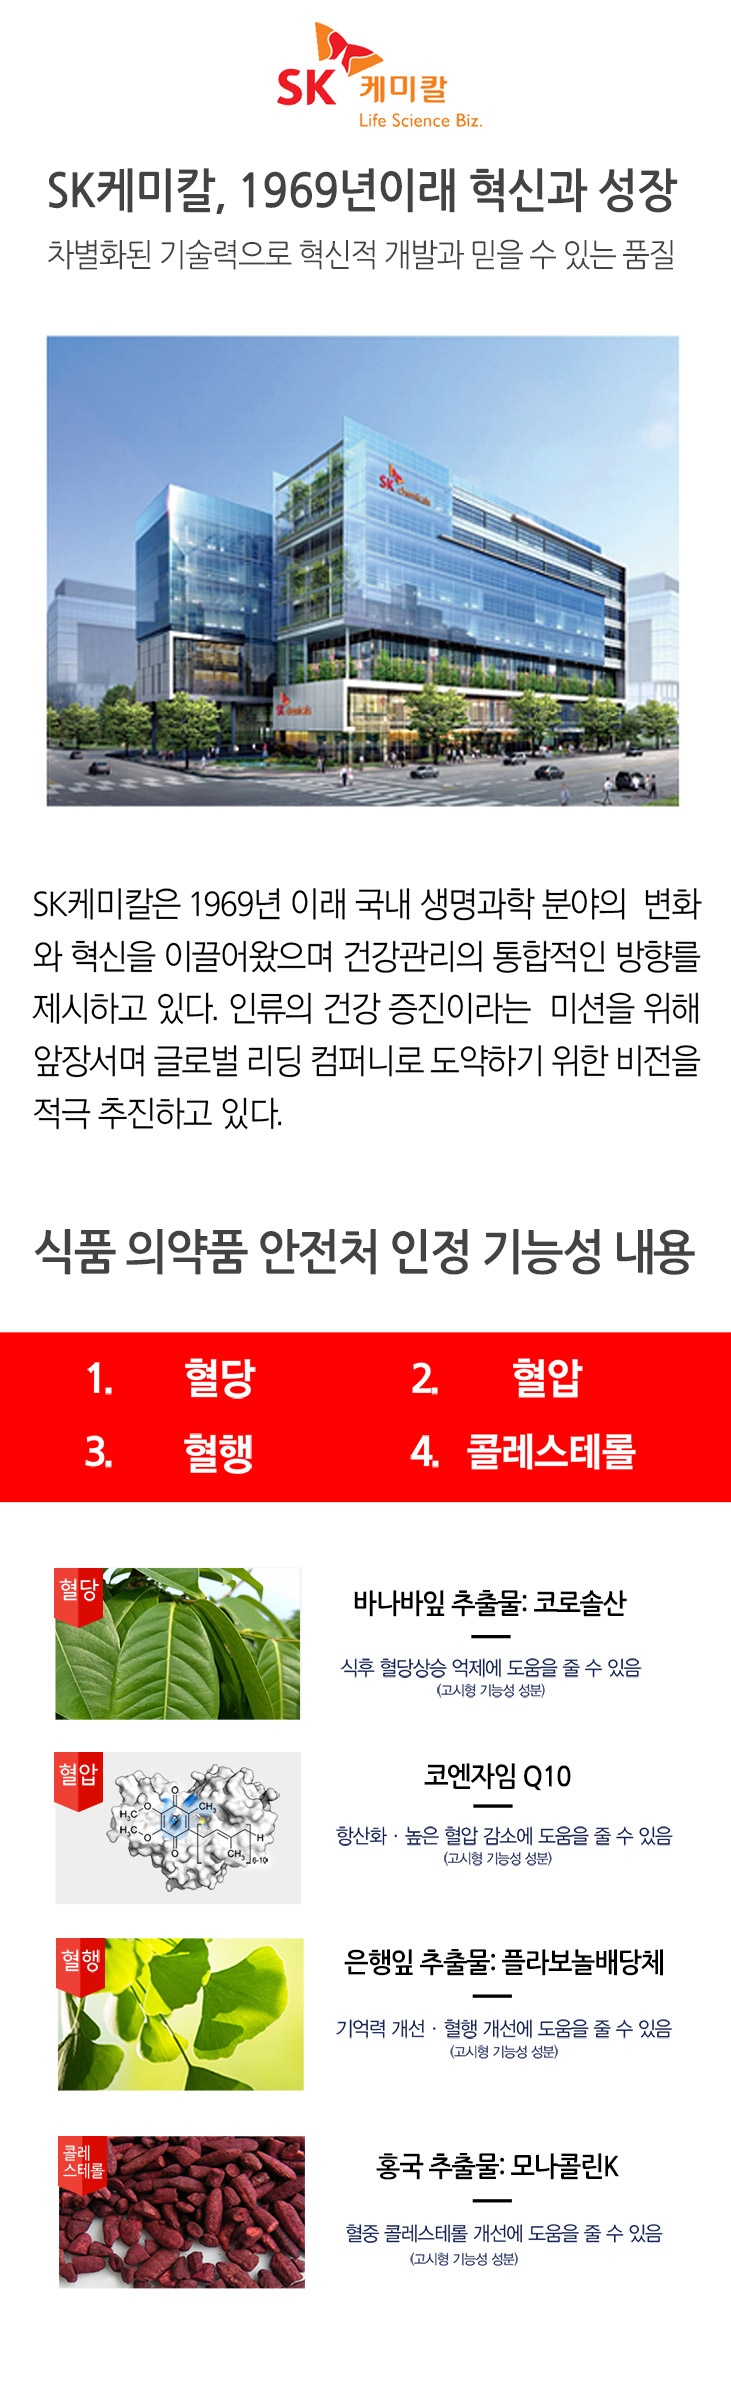 SK케미칼
Life Science Biz.
SK케미칼, 1969년이래 혁신과 성장
차별화된 기술력으로 혁신적 개발과 믿을 수 있는 품질
SK chemicals
SK chemicals
SK케미칼은 1969년 이래 국내 생명과학 분야의 변화
와 혁신을 이끌어왔으며 건강관리의 통합적인 방향를
제시하고 있다. 인류의 건강 증진이라는 미션을 위해
앞장서며 글로벌 리딩 컴퍼니로 도약하기 위한 비전을
적극 추진하고 있다.
식품 의약품 안전처 인정 기능성 내용
1. 혈당 2. 혈압
3. 혈행 4. 콜레스테롤
혈당
바나바잎 추출물: 코로솔산
식후 혈당상승 억제에 도움을 줄 수 있음
(고시형 기능성 성분)
혈압
O
H₃C O CH₃
H₃C O H
O CH₃ 6-10
코엔자임 Q10
항산화 · 높은 혈압 감소에 도움을 줄 수 있음
(고시형 기능성 성분)
혈행
은행잎 추출물: 플라보놀배당체
기억력 개선 · 혈행 개선에 도움을 줄 수 있음
(고시형 기능성 성분)
콜레
스테롤
홍국 추출물: 모나콜린K
혈중 콜레스테롤 개선에 도움을 줄 수 있음
(고시형 기능성 성분)